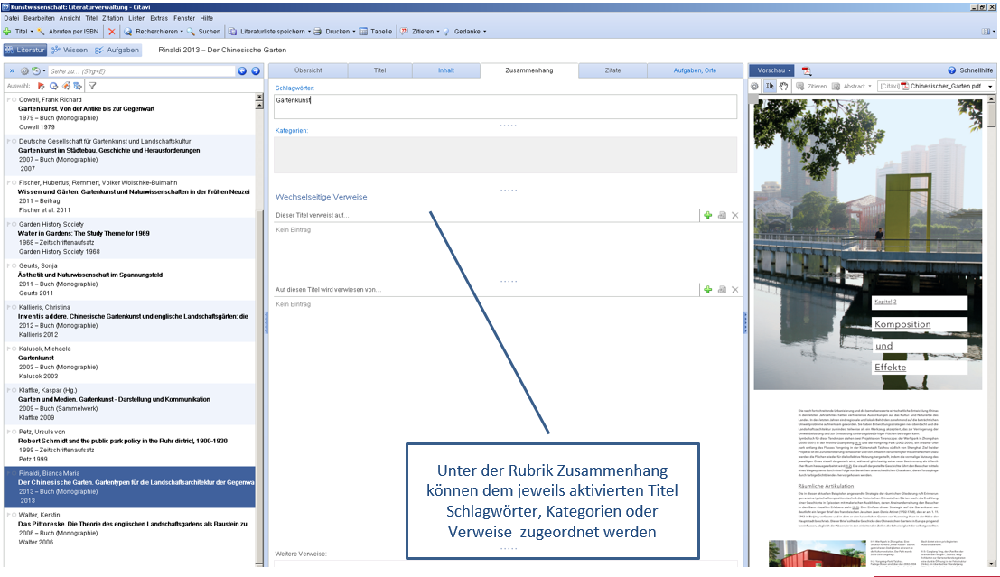 Kunstwissenschaft: Literaturverwaltung - Citavi
Datei Bearbeiten Ansicht Titel Zitation Listen Extras Fenster Hilfe
Titel Abruten per ISBN Recherchieren Suchen Literaturliste speichern Drucken Tabelle Zitieren Gedanke
Literatur Wissen Aufgaben Rinaldi 2013 – Der Chinesische Garten
Gehe zu... (Strg+E)
Auswahl:
Cowell, Frank Richard
Gartenkunst. Von der Antike bis zur Gegenwart
1979 – Buch (Monographie)
Cowell 1979
Deutsche Gesellschaft für Gartenkunst und Landschaftskultur
Gartenkunst im Städtebau. Geschichte und Herausforderungen
2007 – Buch (Monographie)
2007
Fischer, Hubertus; Remmert, Volker Wolschke-Bulmahn
Wissen und Gärten. Gartenkunst und Naturwissenschaften in der Frühen Neuzei
2011 – Beitrag
Fischer et al. 2011
Garden History Society
Water in Gardens: The Study Theme for 1969
1968 – Zeitschriftenaufsatz
Garden History Society 1968
Geurts, Sonja
Ästhetik und Naturwissenschaft im Spannungsfeld
2011 – Buch (Monographie)
Geurts 2011
Kallieris, Christina
Inventis addere. Chinesische Gartenkunst und englische Landschaftsgärten: die
2012 – Buch (Monographie)
Kallieris 2012
Kalusok, Michaela
Gartenkunst
2003 – Buch (Monographie)
Kalusok 2003
Klaffke, Kaspar (Hg.)
Garten und Medien. Gartenkunst - Darstellung und Kommunikation
2009 – Buch (Sammelwerk)
Klaffke 2009
Petz, Ursula von
Robert Schmidt and the public park policy in the Ruhr district, 1900-1930
1999 – Zeitschriftenaufsatz
Petz 1999
Rinaldi, Bianca Maria
Der Chinesische Garten. Gartentypen für die Landschaftsarchitektur der Gegenwa
2013 – Buch (Monographie)
2013
Walter, Kerstin
Das Pittoreske. Die Theorie des englischen Landschaftsgartens als Baustein zu
2006 – Buch (Monographie)
Walter 2006
Übersicht Titel Inhalt Zusammenhang Zitate Aufgaben, Orte
Schlagwörter:
Gartenkunst
Kategorien:
Wechselseitige Verweise
Dieser Titel verweist auf...
Kein Eintrag
Auf diesen Titel wird verwiesen von...
Kein Eintrag
Unter der Rubrik Zusammenhang
können dem jeweils aktivierten Titel
Schlagwörter, Kategorien oder
Verweise zugeordnet werden
Weitere Verweise:
Vorschau Schnellhilfe
Zitieren Abstract [Citavi] Chinesischer_Garten.pdf
Kapitel 2
Komposition
und
Effekte
Räumliche Artikulation